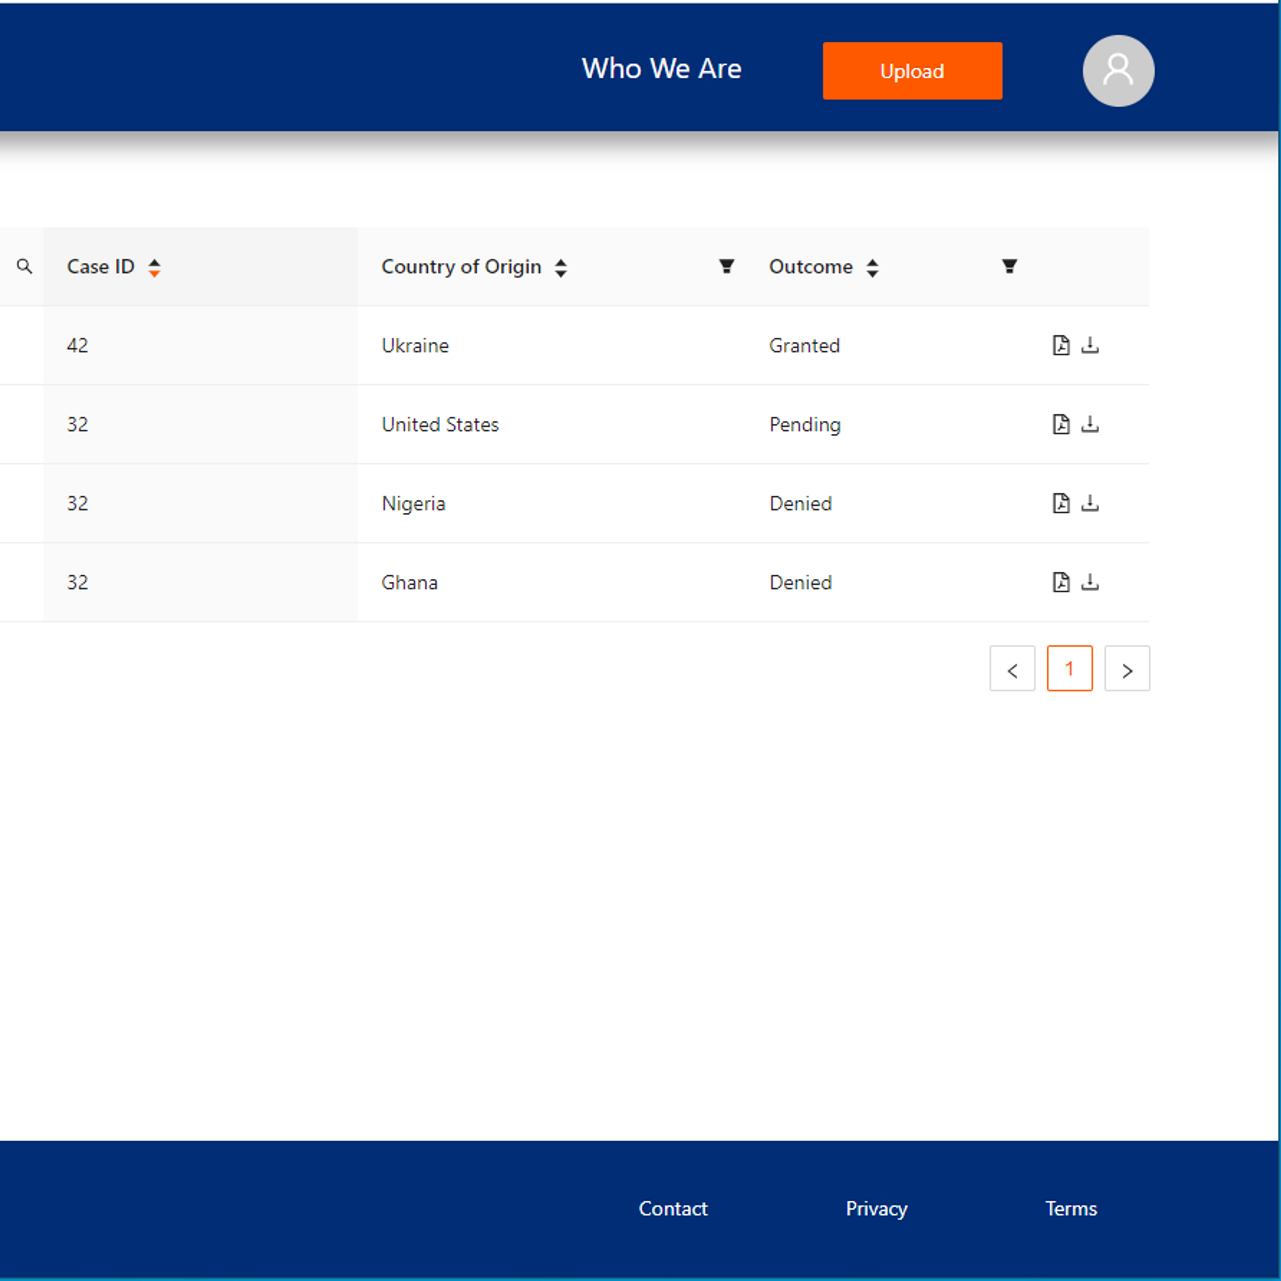 Who We Are Upload
Case ID Country of Origin Outcome
42 Ukraine Granted
32 United States Pending
32 Nigeria Denied
32 Ghana Denied
< 1 >
Contact Privacy Terms